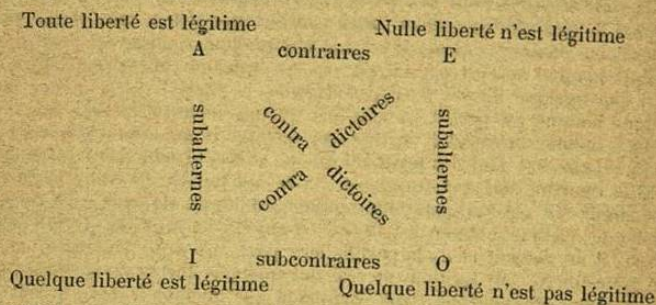 Toute liberté est légitime
Nulle liberté n'est légitime
A
contraires
E
subalternes
contra
dictoires
subalternes
contra
dictoires
I
subcontraires
O
Quelque liberté est légitime
Quelque liberté n'est pas légitime